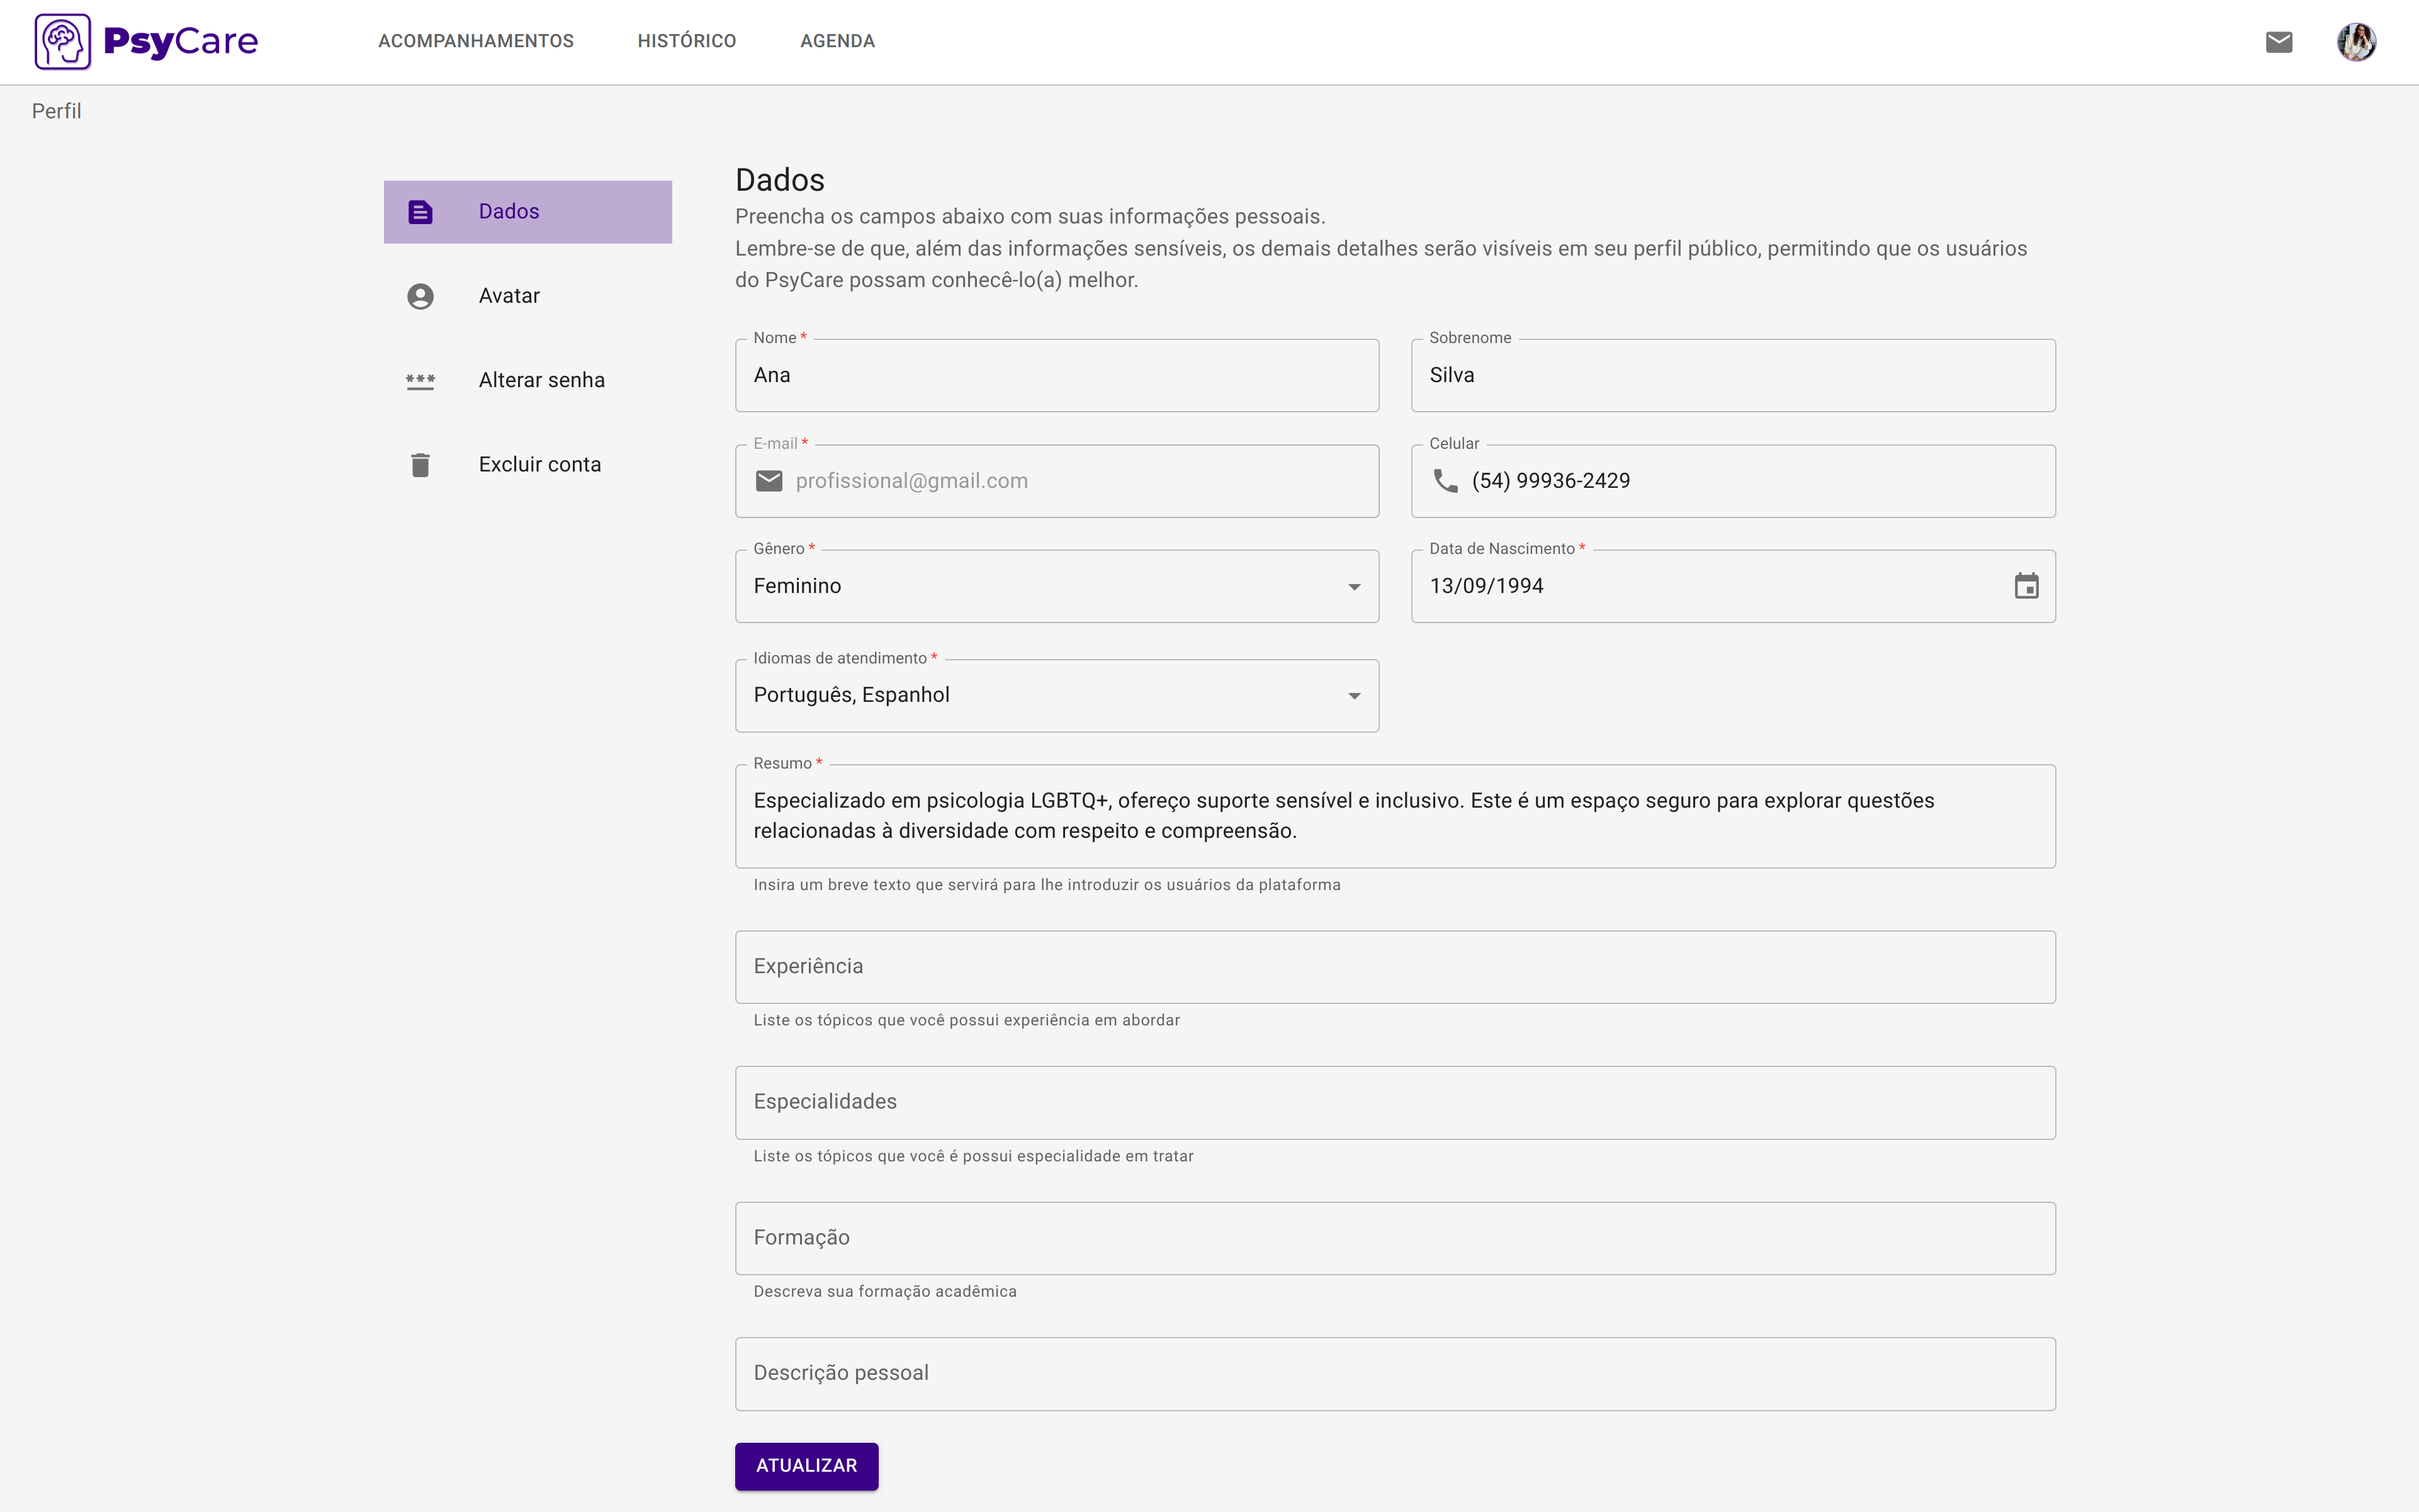 PsyCare
ACOMPANHAMENTOS
HISTÓRICO
AGENDA
Perfil
Dados
Avatar
Alterar senha
Excluir conta
Dados
Preencha os campos abaixo com suas informações pessoais.
Lembre-se de que, além das informações sensíveis, os demais detalhes serão visíveis em seu perfil público, permitindo que os usuários
do PsyCare possam conhecê-lo(a) melhor.
Nome *
Ana
Sobrenome
Silva
E-mail *
profissional@gmail.com
Celular
(54) 99936-2429
Gênero *
Feminino
Data de Nascimento *
13/09/1994
Idiomas de atendimento *
Português, Espanhol
Resumo *
Especializado em psicologia LGBTQ+, ofereço suporte sensível e inclusivo. Este é um espaço seguro para explorar questões
relacionadas à diversidade com respeito e compreensão.
Insira um breve texto que servirá para lhe introduzir os usuários da plataforma
Experiência
Liste os tópicos que você possui experiência em abordar
Especialidades
Liste os tópicos que você é possui especialidade em tratar
Formação
Descreva sua formação acadêmica
Descrição pessoal
ATUALIZAR